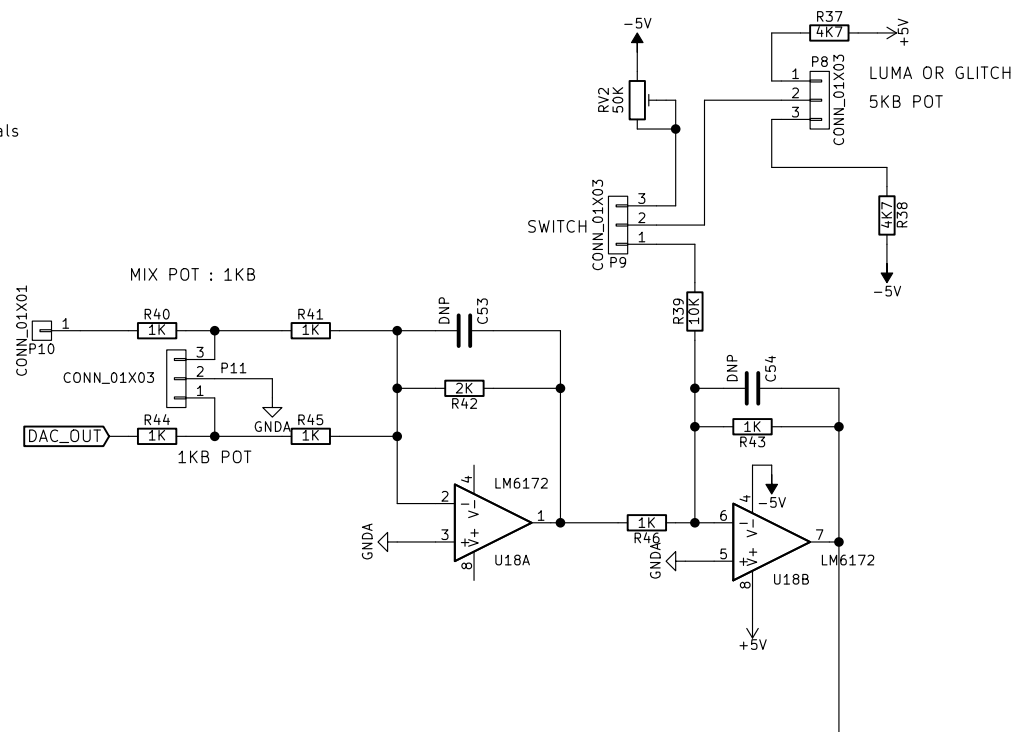 -5V
R37
4K7
+5V
P8
CONN_01X03
1
2
3
LUMA OR GLITCH
5KB POT
RV2
50K
als
4K7
R38
-5V
SWITCH
CONN_01X03
3
2
1
P9
MIX POT : 1KB
CONN_01X01
1
P10
R40
1K
R41
1K
DNP
C53
R39
10K
CONN_01X03
3
2
1
P11
GNDA
2K
R42
DNP
C54
DAC_OUT
R44
1K
R45
1K
1KB POT
1K
R43
LM6172
4
V-
2
3
V+
8
1
GNDA
U18A
1K
R46
GNDA
4
-5V
V-
6
5
V+
8
7
LM6172
U18B
+5V